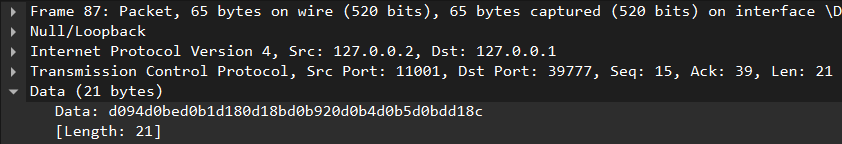 Frame 87: Packet, 65 bytes on wire (520 bits), 65 bytes captured (520 bits) on interface \D
Null/Loopback
Internet Protocol Version 4, Src: 127.0.0.2, Dst: 127.0.0.1
Transmission Control Protocol, Src Port: 11001, Dst Port: 39777, Seq: 15, Ack: 39, Len: 21
Data (21 bytes)
Data: d094d0bed0b1d180d18bd0b920d0b4d0b5d0bdd18c
[Length: 21]